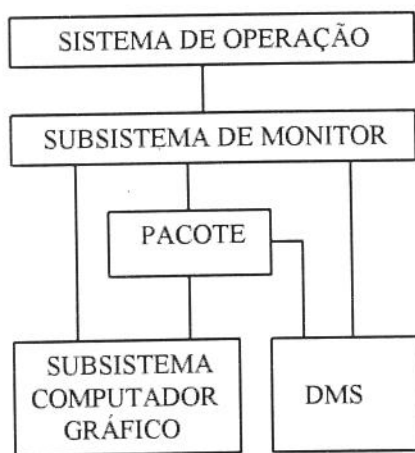 SISTEMA DE OPERAÇÃO
SUBSISTEMA DE MONITOR
PACOTE
SUBSISTEMA
COMPUTADOR
GRÁFICO
DMS